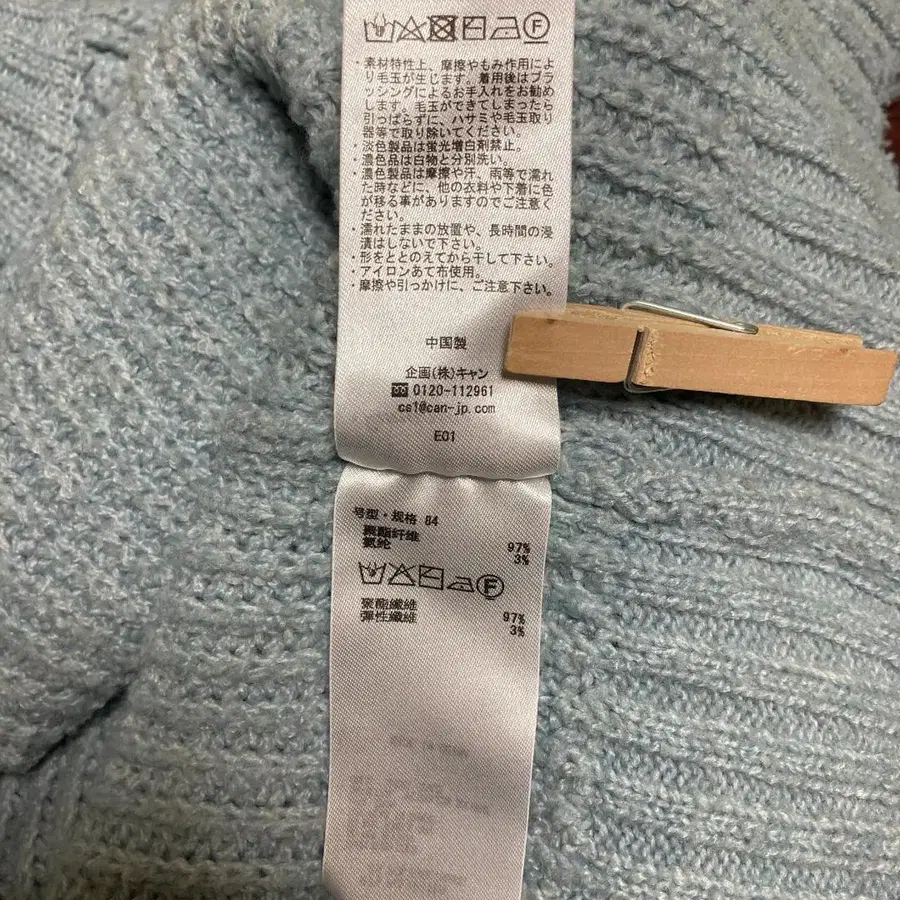 ・素材特性上、摩擦やもみ作用によ
り毛玉が生じます。着用後はブラ
ッシングによるお手入れをお勧め
します。毛玉ができてしまったら
引っぱらずに、ハサミや毛玉取り
器等で取り除いてください。
・淡色製品は蛍光増白剤禁止。
・濃色品は白物と分別洗い。
・濃色製品は摩擦や汗、雨等で濡れ
た時などに、他の衣料や下着に色
が移る事がありますのでご注意く
ださい。
・濡れたままの放置や、長時間の浸
漬はしないで下さい。
・形をととのえてから干して下さい。
・アイロンあて布使用。
・摩擦や引っかけに、ご注意下さい。
中国製
企画(株)キャン
0120-112961
cs1@can-jp.com
E01
号型・规格 84
聚酯纤维 97%
氨纶 3%
聚酯纖維 97%
彈性纖維 3%